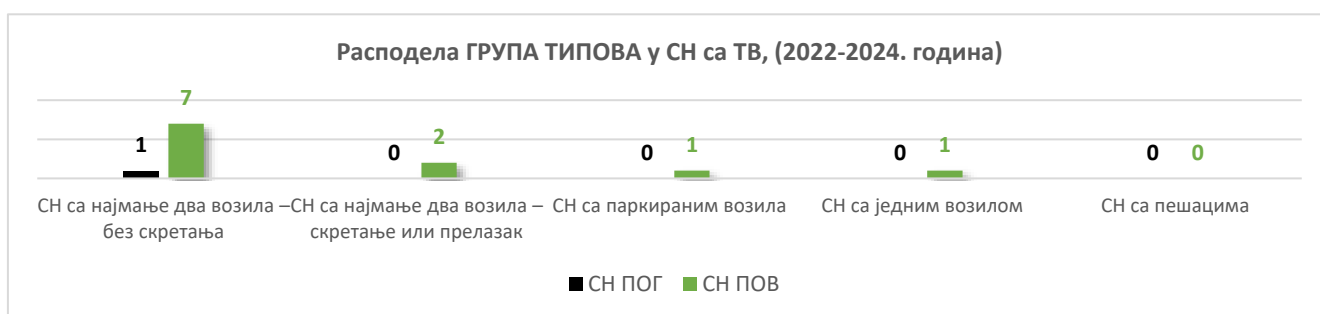 Расподела ГРУПА ТИПОВА у СН са ТВ, (2022-2024. година)
1 7 0 2 0 1 0 1 0 0
СН са најмање два возила – без скретања
СН са најмање два возила – скретање или прелазак
СН са паркираним возила
СН са једним возилом
СН са пешацима
СН ПОГ СН ПОВ